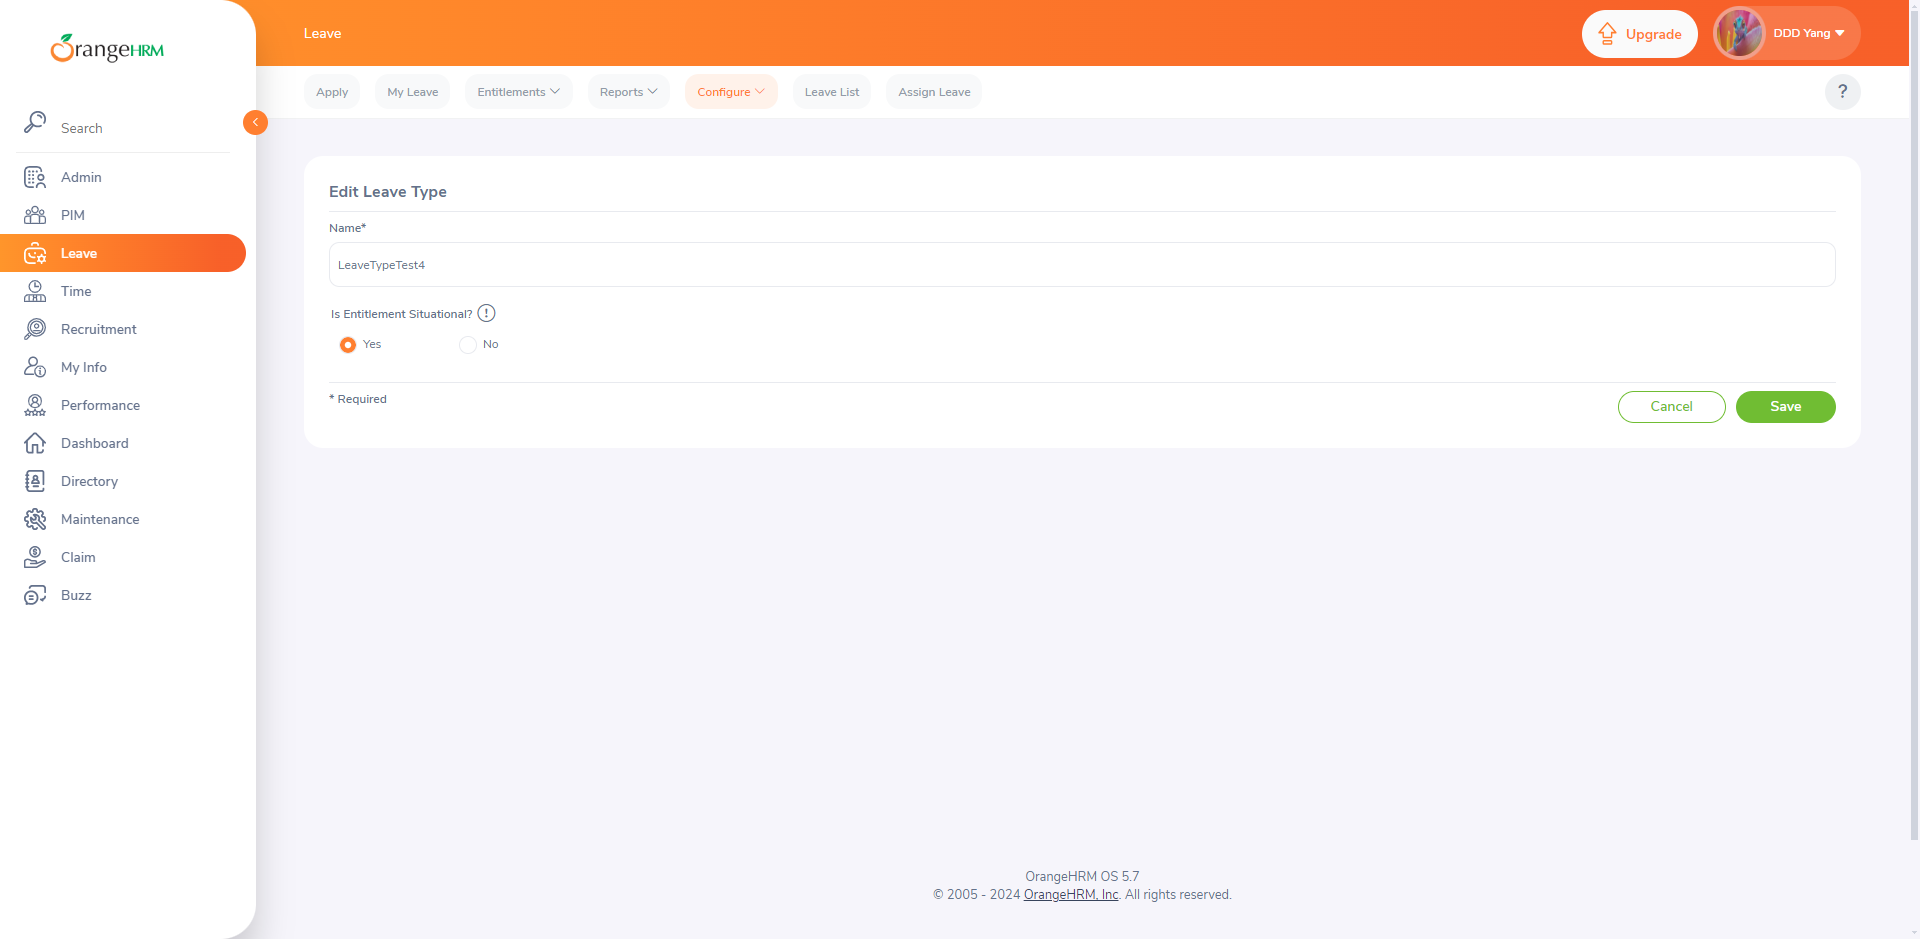 OrangeHRM
Leave
Upgrade
DDD Yang
Apply
My Leave
Entitlements
Reports
Configure
Leave List
Assign Leave
?
Search
Admin
PIM
Leave
Time
Recruitment
My Info
Performance
Dashboard
Directory
Maintenance
Claim
Buzz
Edit Leave Type
Name*
LeaveTypeTest4
Is Entitlement Situational? !
Yes
No
* Required
Cancel
Save
OrangeHRM OS 5.7
© 2005 - 2024 OrangeHRM, Inc. All rights reserved.